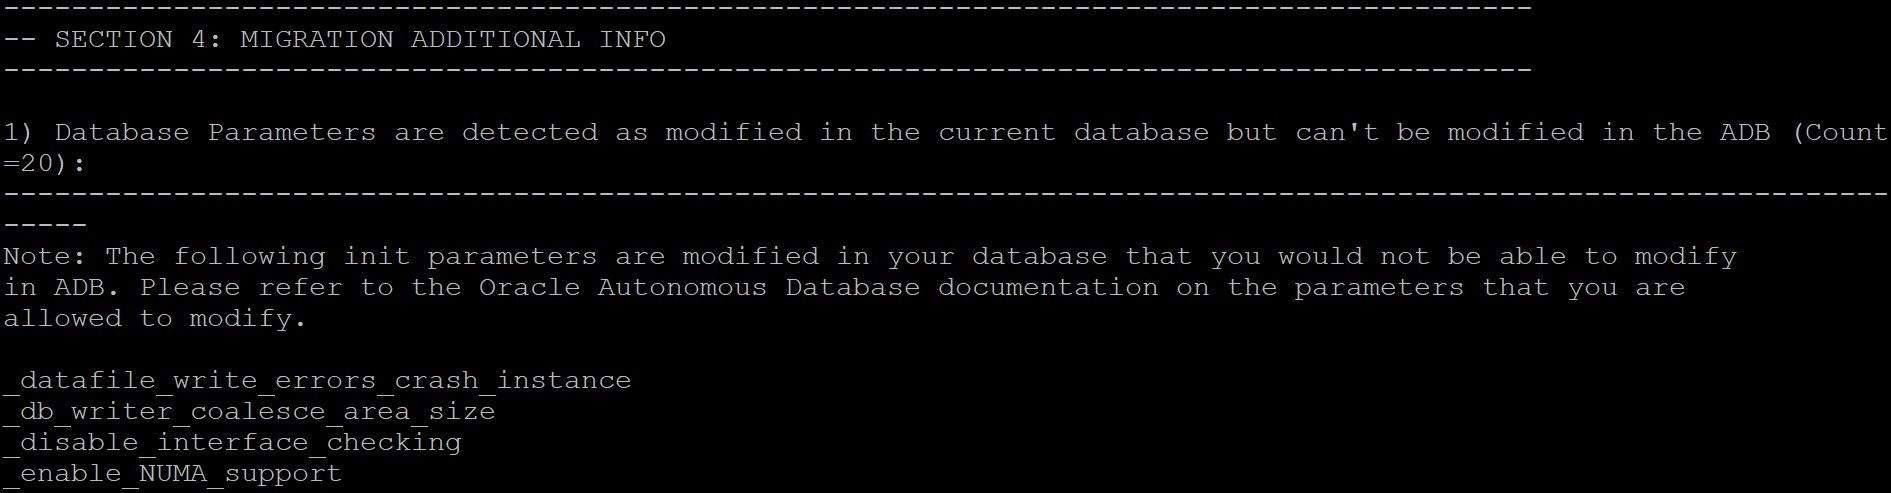 ------------------------------------------------------------------------------------------
-- SECTION 4: MIGRATION ADDITIONAL INFO
------------------------------------------------------------------------------------------
1) Database Parameters are detected as modified in the current database but can't be modified in the ADB (Count
=20):
---------------------------------------------------------------------------------------------------------------
-----
Note: The following init parameters are modified in your database that you would not be able to modify
in ADB. Please refer to the Oracle Autonomous Database documentation on the parameters that you are
allowed to modify.
_datafile_write_errors_crash_instance
_db_writer_coalesce_area_size
_disable_interface_checking
_enable_NUMA_support